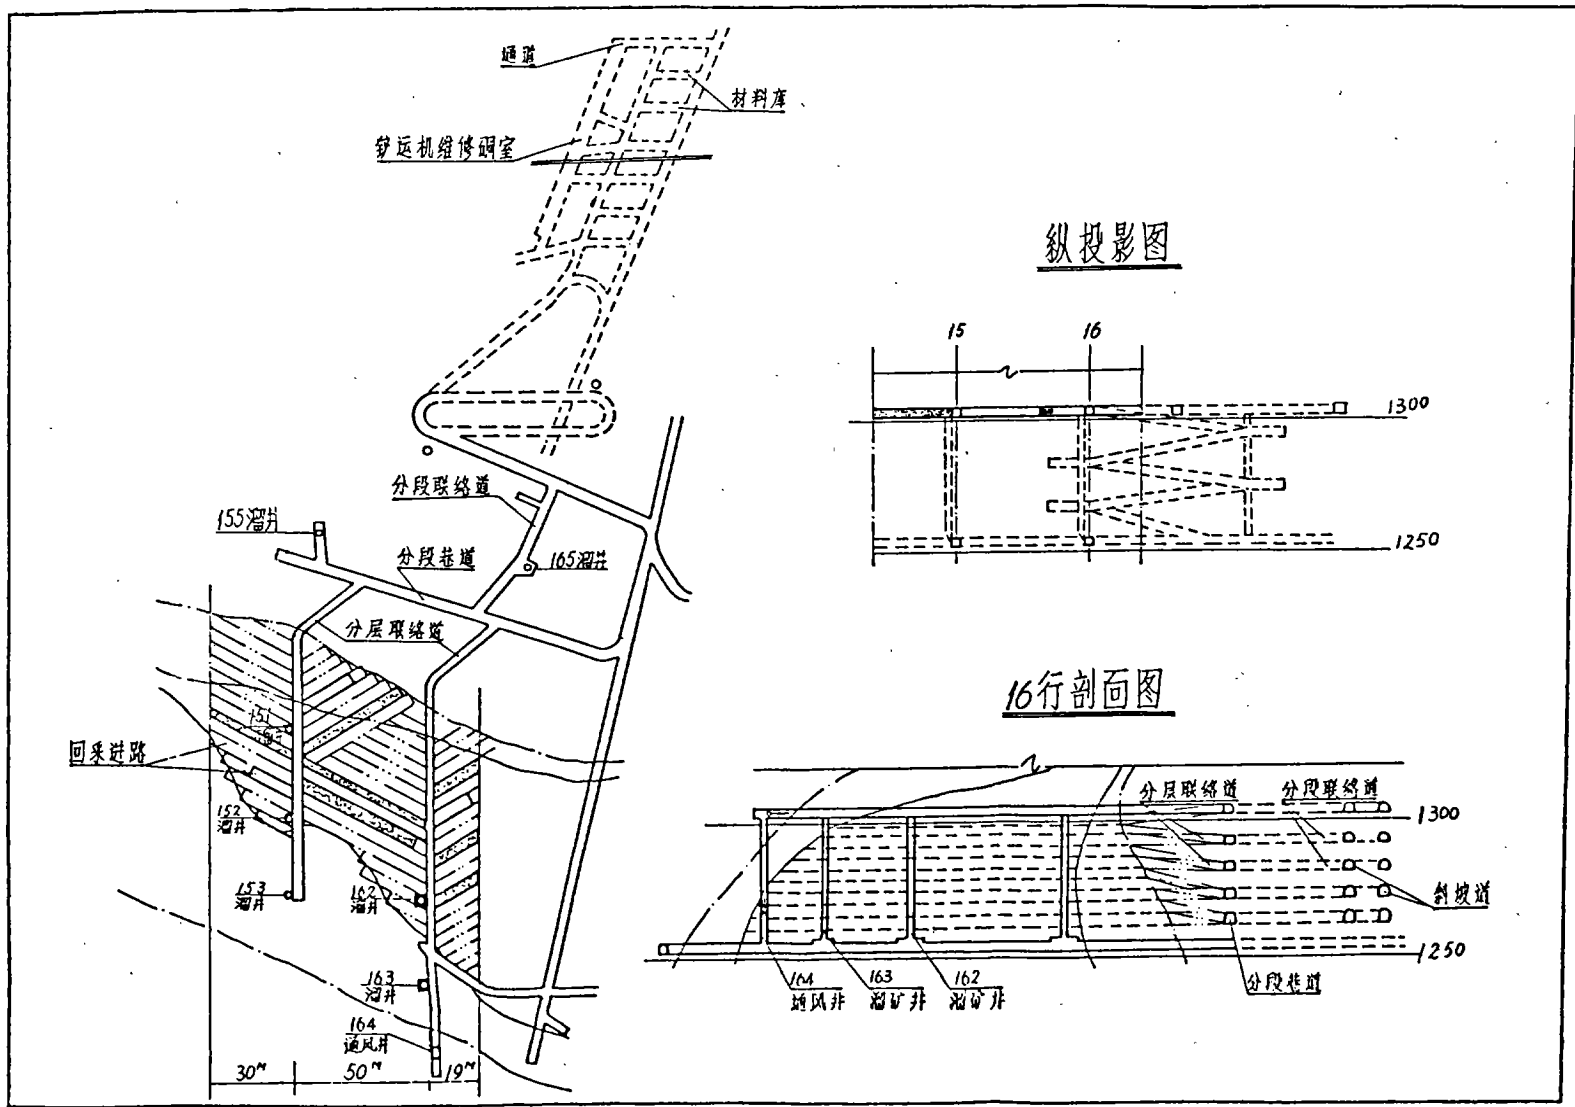 通道
材料库
铲运机维修硐室
分段联络道
155溜井
分段巷道
165溜井
分层联络道
151
溜井
回采进路
152
溜井
153
溜井
162
溜井
163
溜井
164
通风井
30M
50M
19M
纵投影图
15
16
1300
1250
16行剖面图
分层联络道
分段联络道
1300
斜坡道
1250
164
通风井
163
溜矿井
162
溜矿井
分段巷道